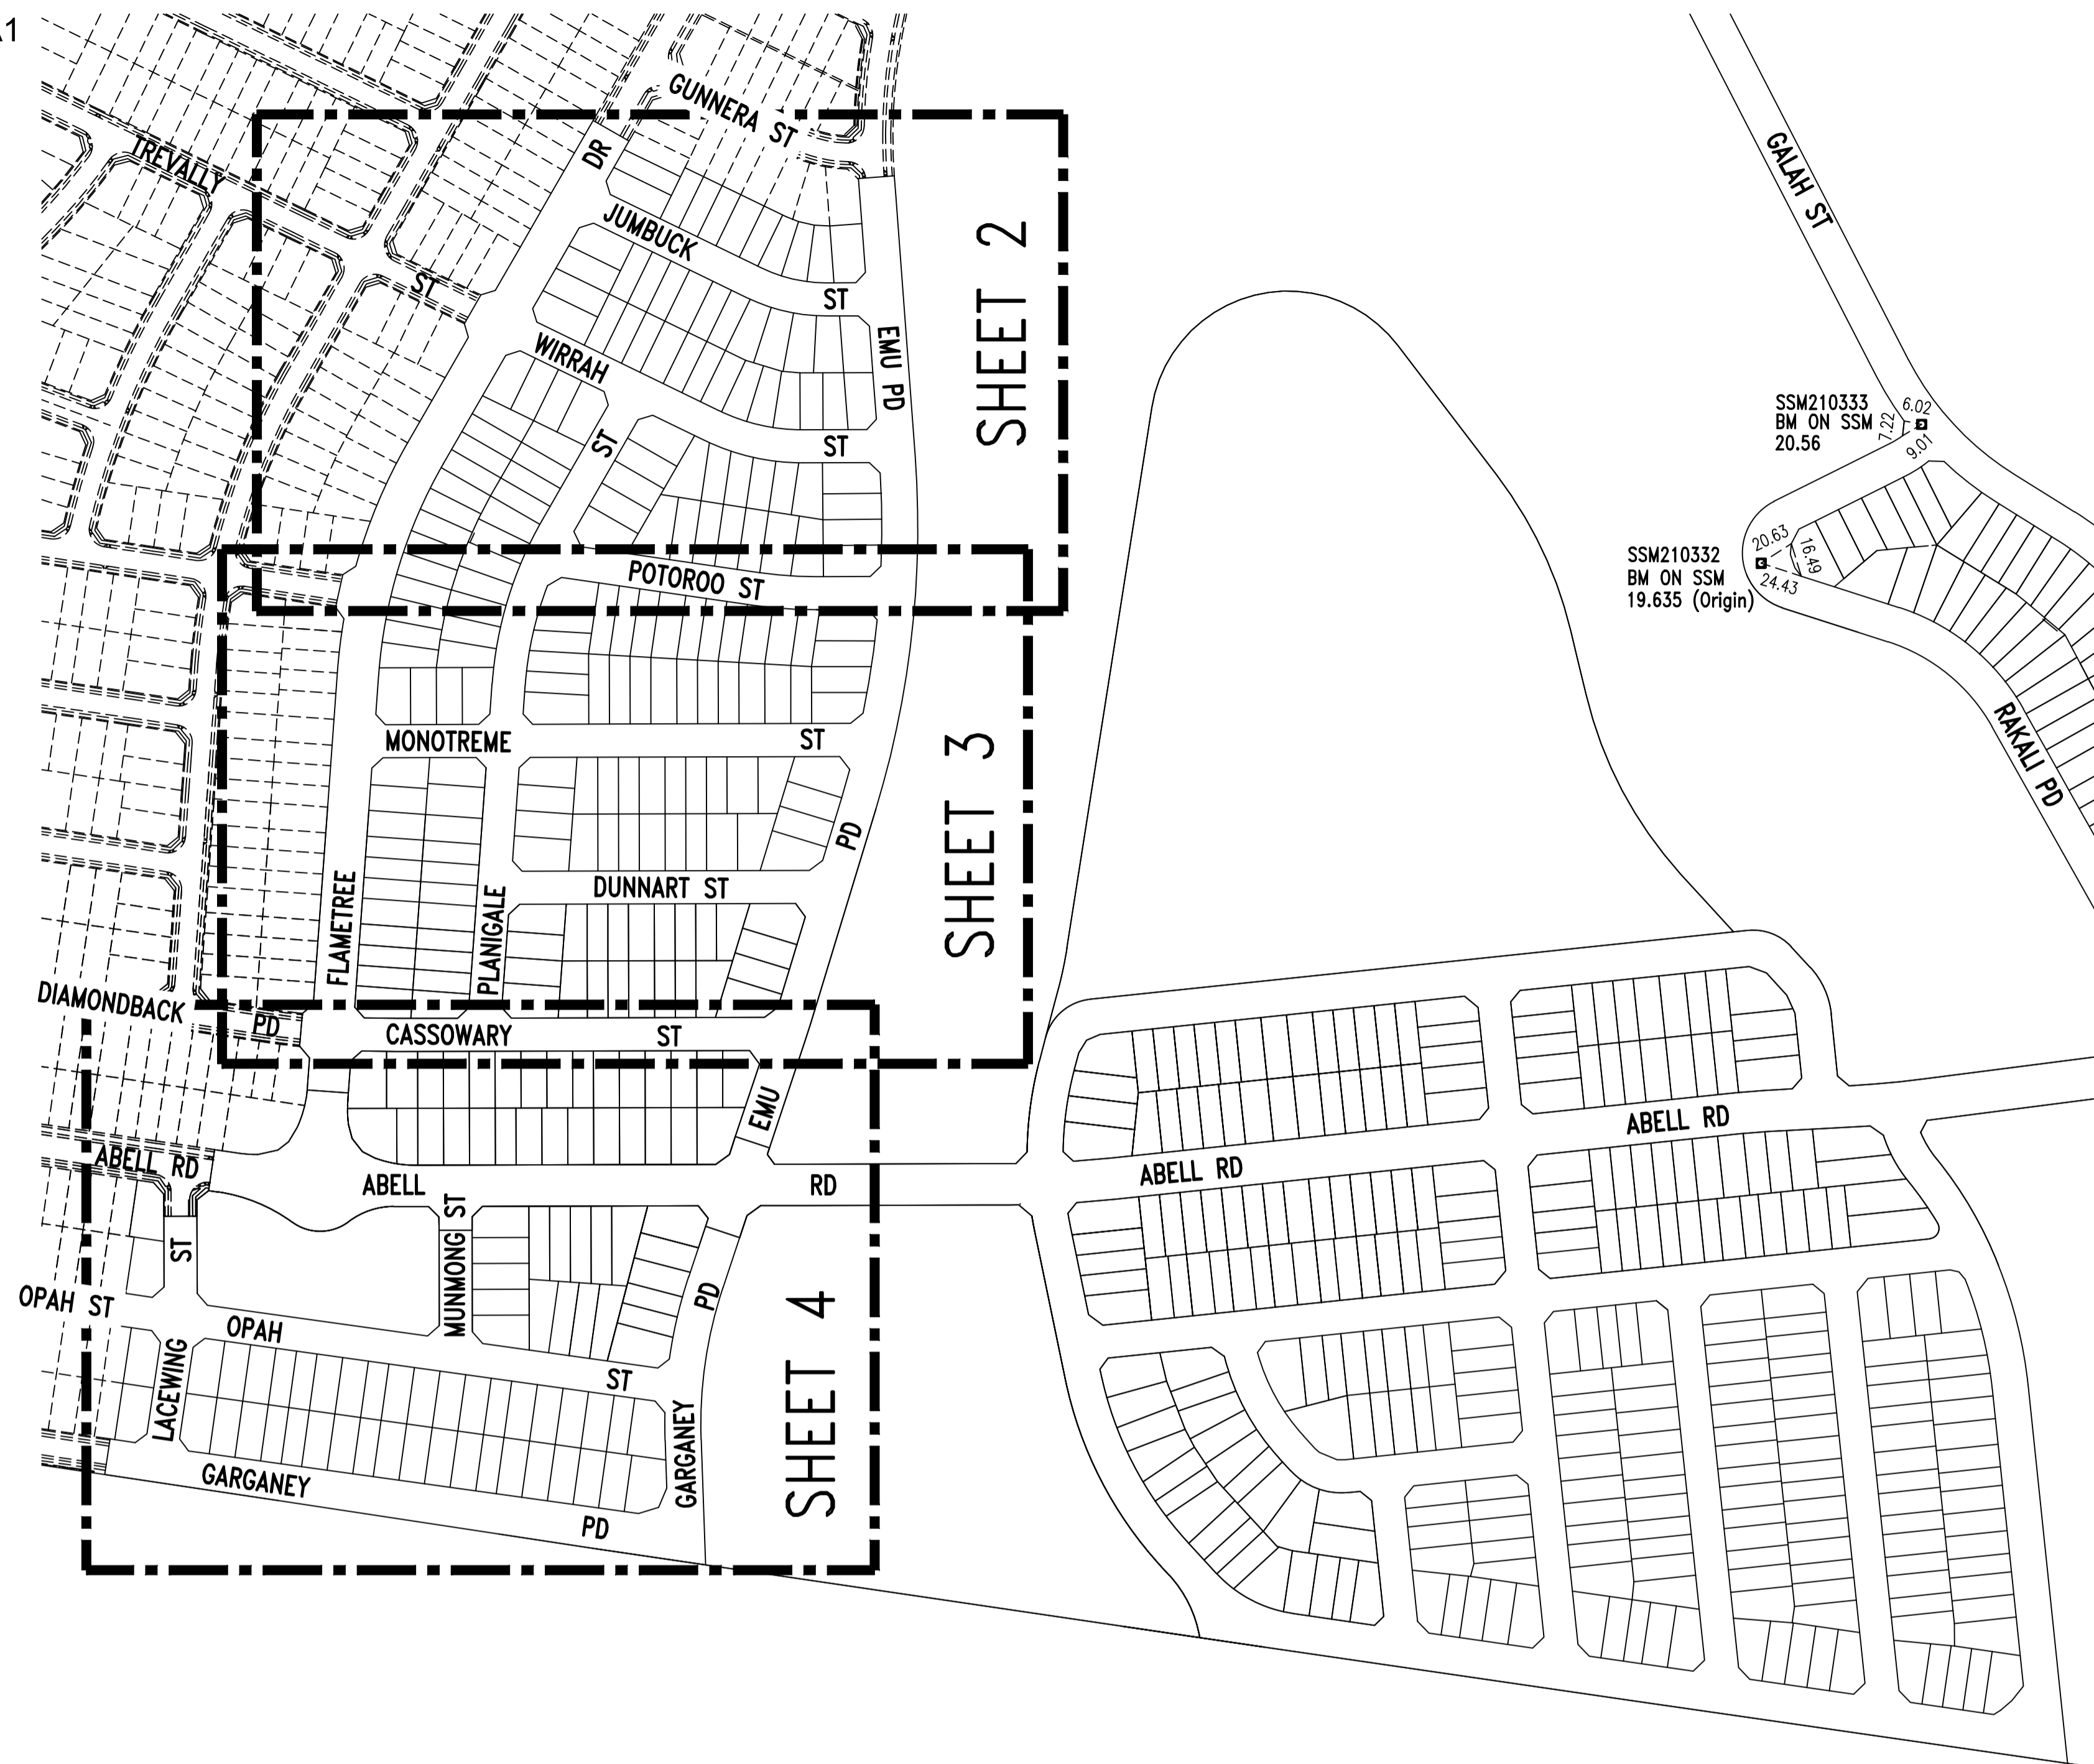 A1
GUNNERA ST
DR
TREVALLY
ST
JUMBUCK
ST
SHEET 2
GALAH ST
WIRRAH
ST
ST
EMU PD
SSM210333
BM ON SSM
20.56
6.02
7.22
9.01
SSM210332
BM ON SSM
19.635 (Origin)
20.63
16.49
24.43
POTOROO ST
RAKALI PD
MONOTREME
ST
SHEET 3
PD
DUNNART ST
FLAMETREE
PLANIGALE
DIAMONDBACK
PD
CASSOWARY
ST
EMU
ABELL RD
ABELL RD
ABELL RD
ABELL
RD
MUNMONG ST
ST
PD
OPAH ST
OPAH
ST
SHEET 4
LACEWING
GARGANEY
GARGANEY
PD